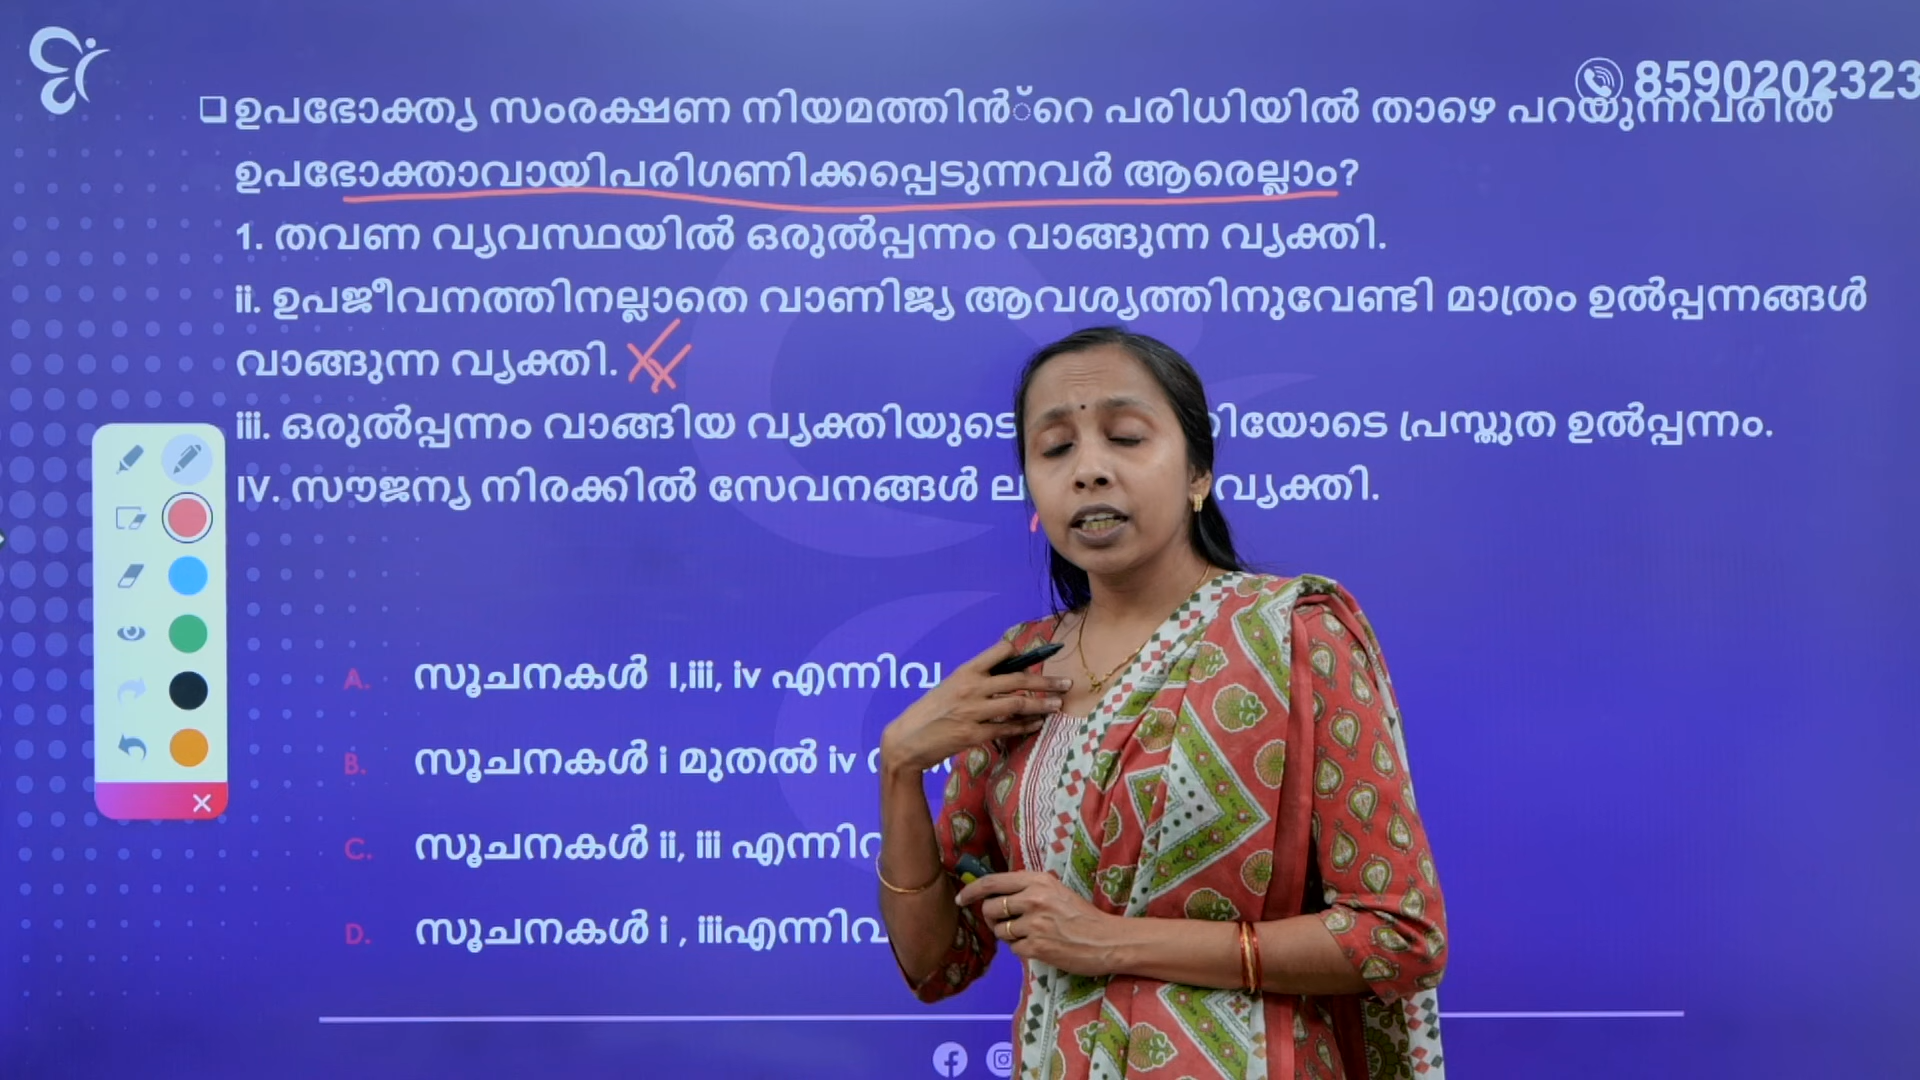 8590202323
ഉപഭോക്തൃ സംരക്ഷണ നിയമത്തിൻ്റെ പരിധിയിൽ താഴെ പറയുന്നവരിൽ
ഉപഭോക്താവായിപരിഗണിക്കപ്പെടുന്നവർ ആരെല്ലാം?
1. തവണ വ്യവസ്ഥയിൽ ഒരുൽപ്പന്നം വാങ്ങുന്ന വ്യക്തി.
ii. ഉപജീവനത്തിനല്ലാതെ വാണിജ്യ ആവശ്യത്തിനുവേണ്ടി മാത്രം ഉൽപ്പന്നങ്ങൾ
വാങ്ങുന്ന വ്യക്തി.
iii. ഒരുൽപ്പന്നം വാങ്ങിയ വ്യക്തിയുടെ പ്രസ്തുത ഉൽപ്പന്നം.
IV. സൗജന്യ നിരക്കിൽ സേവനങ്ങൾ വ്യക്തി.
A. സൂചനകൾ I,iii, iv എന്നിവ
B. സൂചനകൾ i മുതൽ iv
C. സൂചനകൾ ii, iii
D. സൂചനകൾ i , iiiഎന്നിവ